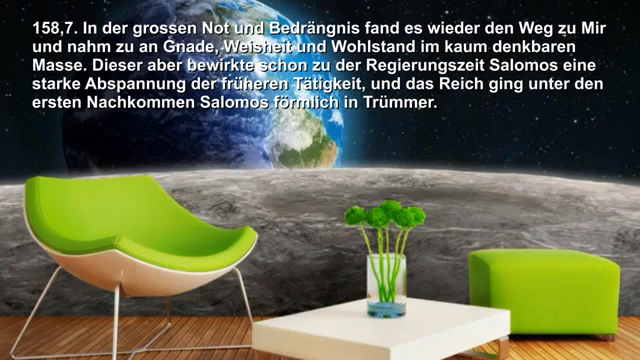 158,7. In der grossen Not und Bedrängnis fand es wieder den Weg zu Mir
und nahm zu an Gnade, Weisheit und Wohlstand im kaum denkbaren
Masse. Dieser aber bewirkte schon zu der Regierungszeit Salomos eine
starke Abspannung der früheren Tätigkeit, und das Reich ging unter den
ersten Nachkommen Salomos förmlich in Trümmer.